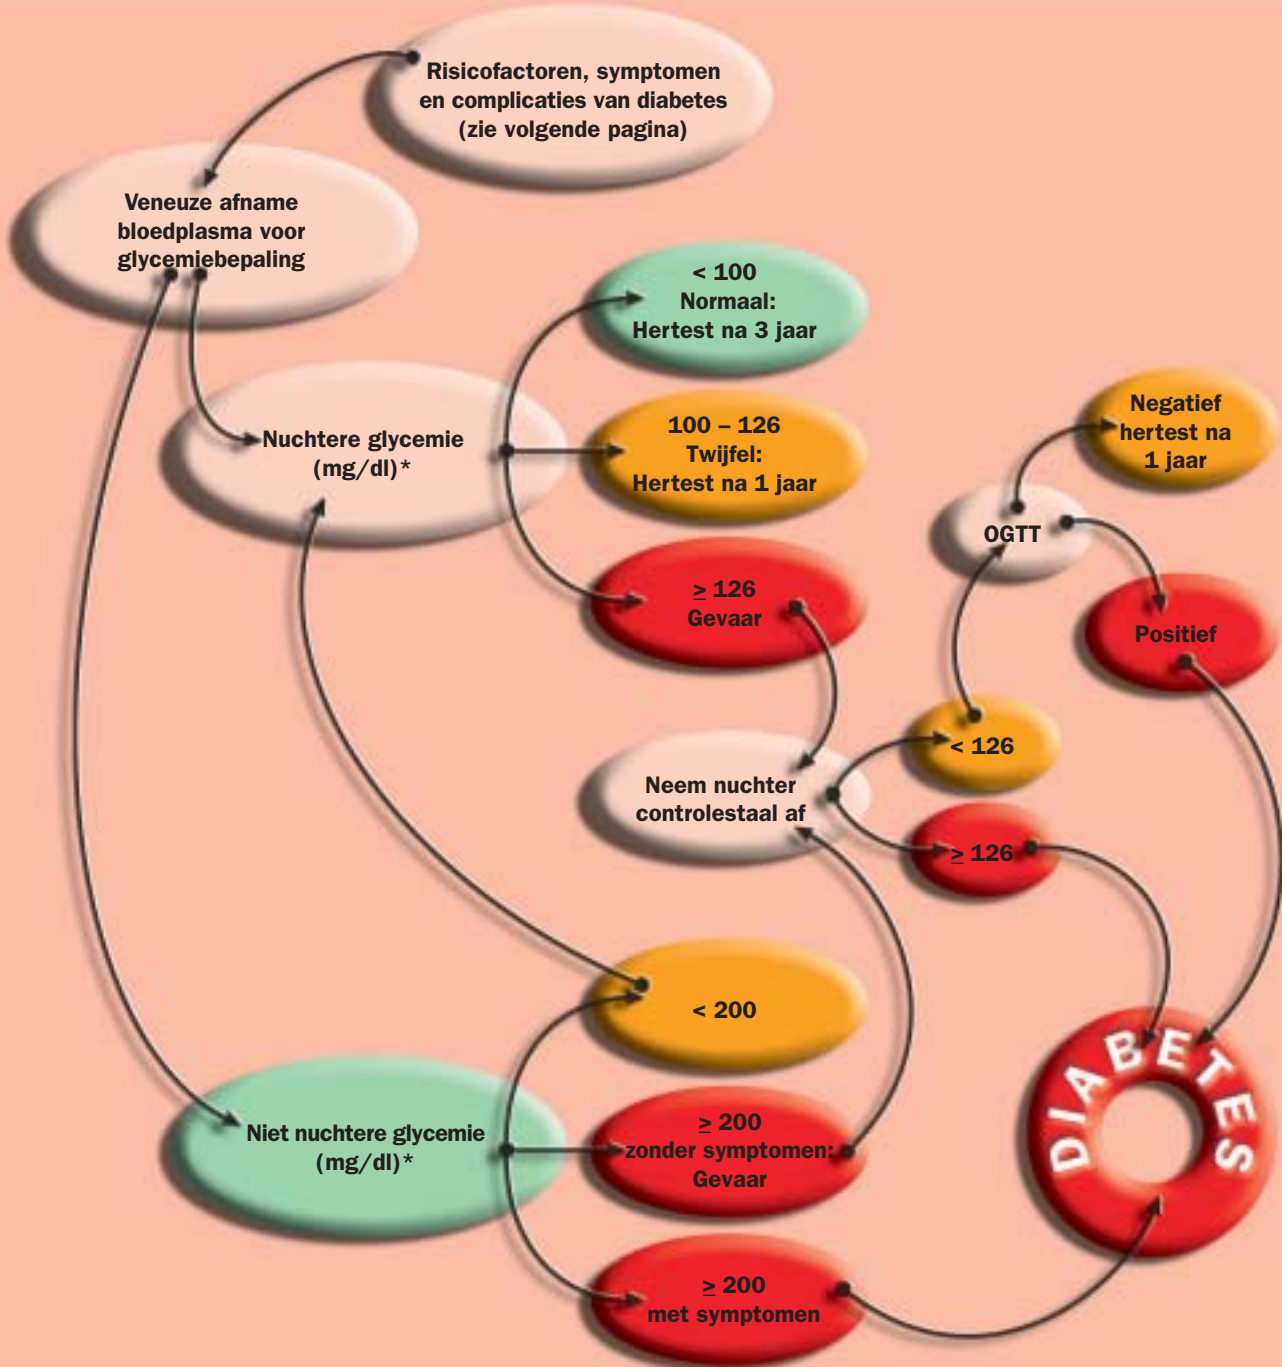 Risicofactoren, symptomen
en complicaties van diabetes
(zie volgende pagina)
Veneuze afname
bloedplasma voor
glycemiebepaling
< 100
Normaal:
Hertest na 3 jaar
Nuchtere glycemie
(mg/dl)*
100 – 126
Twijfel:
Hertest na 1 jaar
≥ 126
Gevaar
Negatief
hertest na
1 jaar
OGTT
Positief
Neem nuchter
controlestaal af
< 126
≥ 126
< 200
Niet nuchtere glycemie
(mg/dl)*
≥ 200
zonder symptomen:
Gevaar
≥ 200
met symptomen
DIABETES